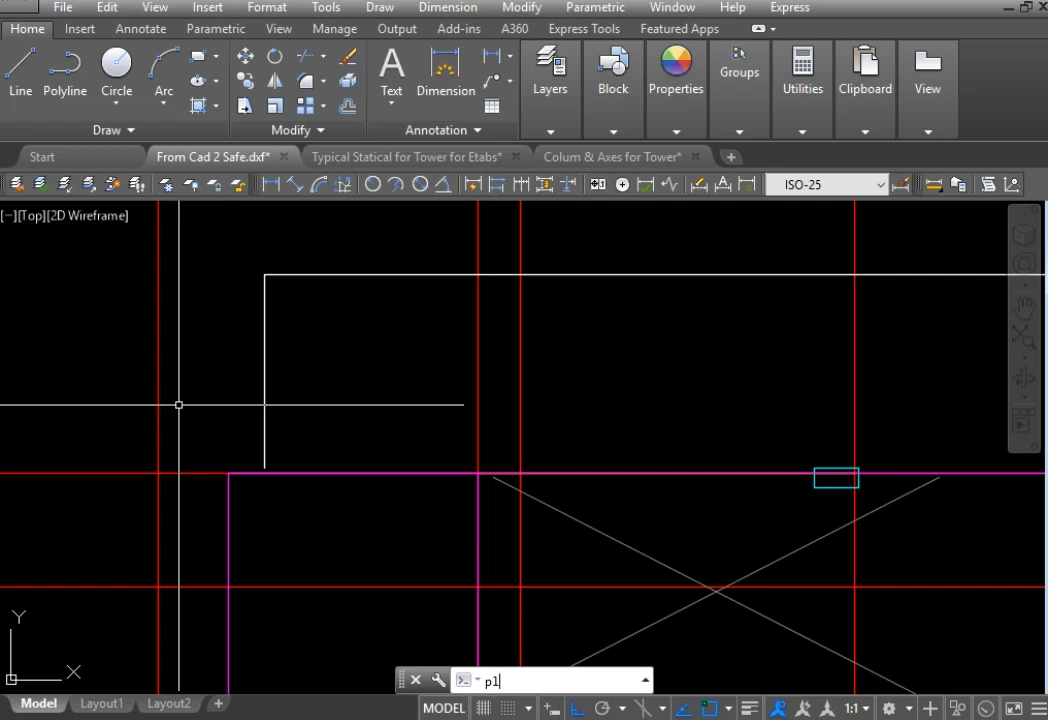 File Edit View Insert Format Tools Draw Dimension Modify Parametric Window Help Express
Home Insert Annotate Parametric View Manage Output Add-ins A360 Express Tools Featured Apps
Line Polyline Circle Arc Text Dimension Layers Block Properties Groups Utilities Clipboard View
Draw Modify Annotation
Start From Cad 2 Safe.dxf* Typical Statical for Tower for Etabs* Colum & Axes for Tower*
ISO-25
[−][Top][2D Wireframe]
Y
X
pl
Model Layout1 Layout2 + MODEL 1:1